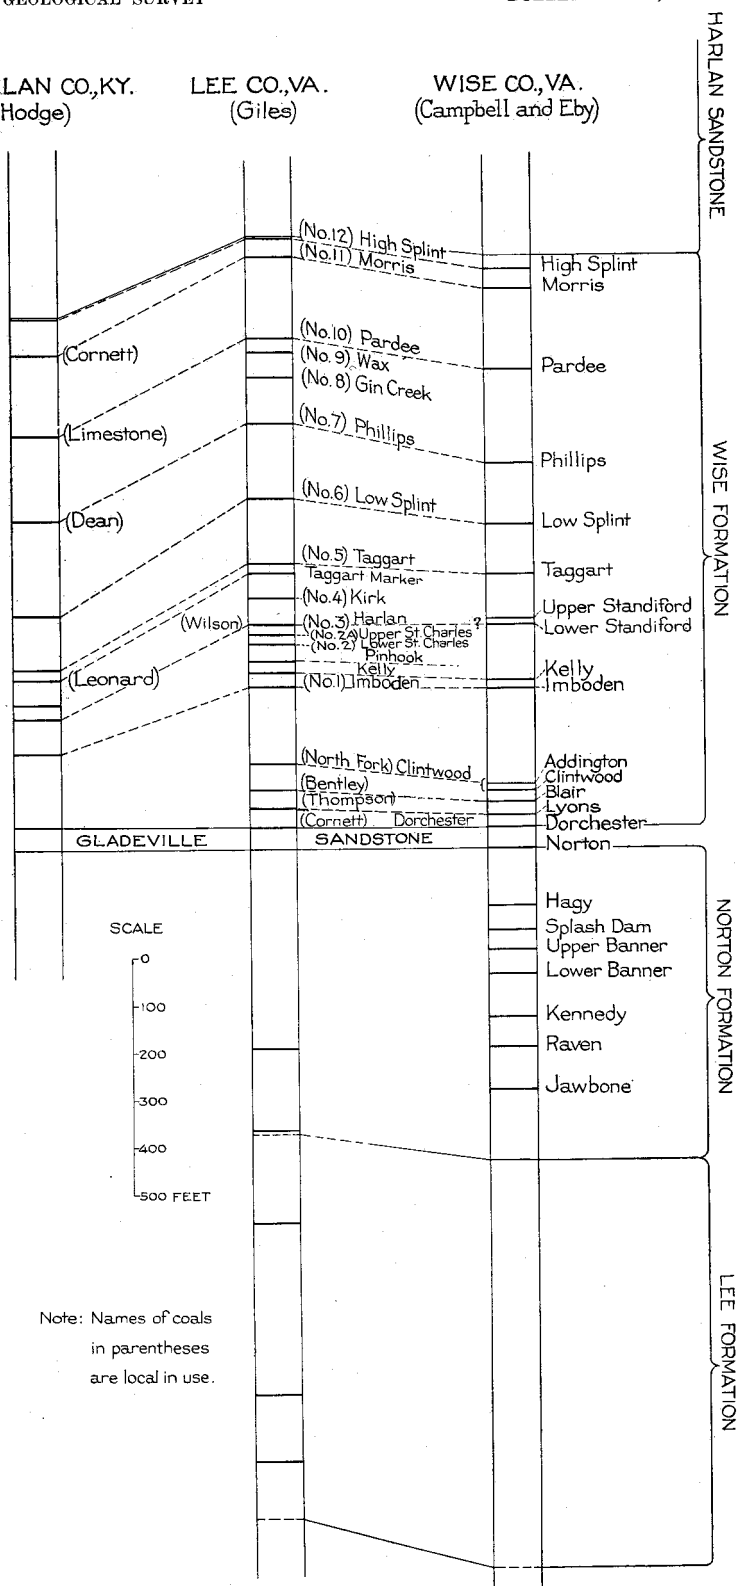 GEOLOGICAL SURVEY
LAN CO., KY.
Hodge)
LEE CO., VA.
(Giles)
WISE CO., VA.
(Campbell and Eby)
HARLAN SANDSTONE
(No.12) High Splint
(No.11) Morris
High Splint
Morris
(Cornett)
(No.10) Pardee
(No.9) Wax
(No.8) Gin Creek
Pardee
(Limestone)
(No.7) Phillips
Phillips
WISE FORMATION
(Dean)
(No.6) Low Splint
Low Splint
(No.5) Taggart
Taggart Marker
Taggart
(No.4) Kirk
(Wilson)
(No.3) Harlan
?
Upper Standiford
Lower Standiford
(No.2A) Upper St. Charles
(No.2) Lower St. Charles
Pinhook
Kelly
Kelly
(Leonard)
(No.1) Imboden
Imboden
(North Fork) Clintwood
Addington
Clintwood
(Bentley)
Blair
(Thompson)
Lyons
(Cornett) Dorchester
Dorchester
GLADEVILLE SANDSTONE
Norton
NORTON FORMATION
Hagy
Splash Dam
Upper Banner
Lower Banner
Kennedy
Raven
Jawbone
SCALE
0
100
200
300
400
500 FEET
LEE FORMATION
Note: Names of coals
in parentheses
are local in use.